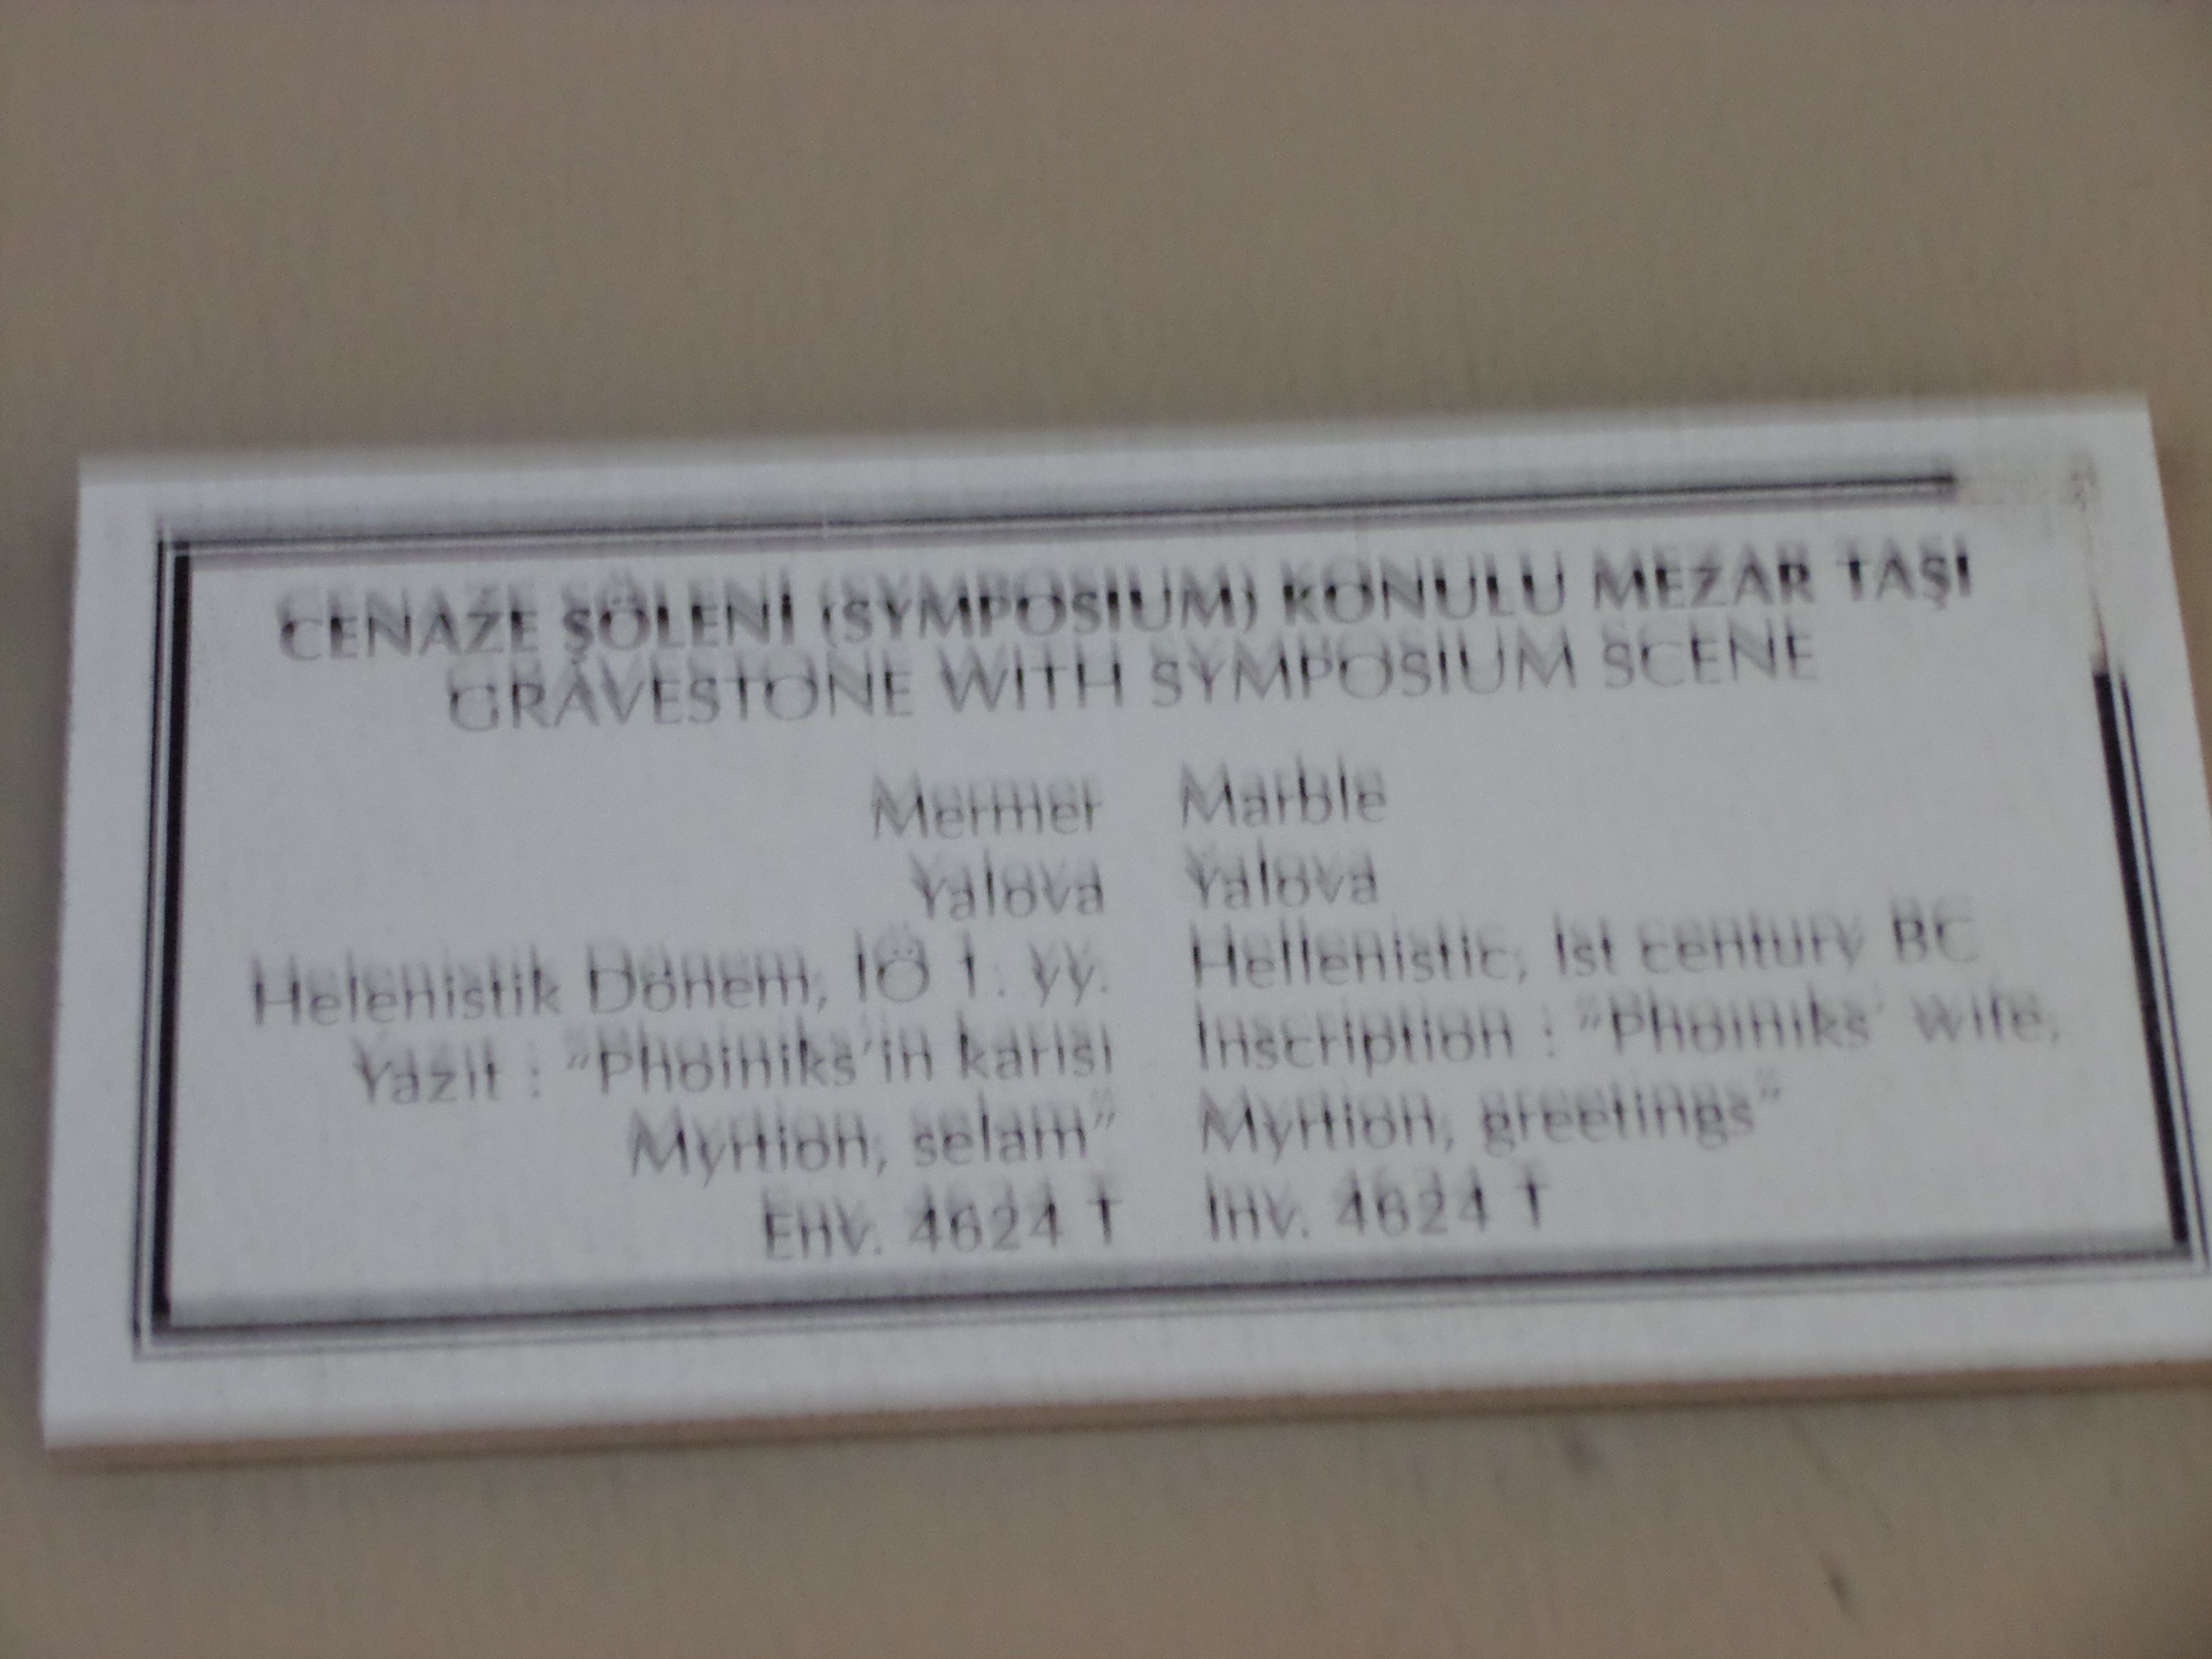 CENAZE ŞÖLENİ (SYMPOSIUM) KONULU MEZAR TAŞI
GRAVESTONE WITH SYMPOSIUM SCENE
Mermer Marble
Yalova Yalova
Helenistik Dönem, İÖ 1. yy. Hellenistic, 1st century BC
Yazıt : "Phoiniks'in karısı Inscription : "Phoiniks' wife,
Myrtion, selam" Myrtion, greetings"
Env. 4624 T Inv. 4624 T